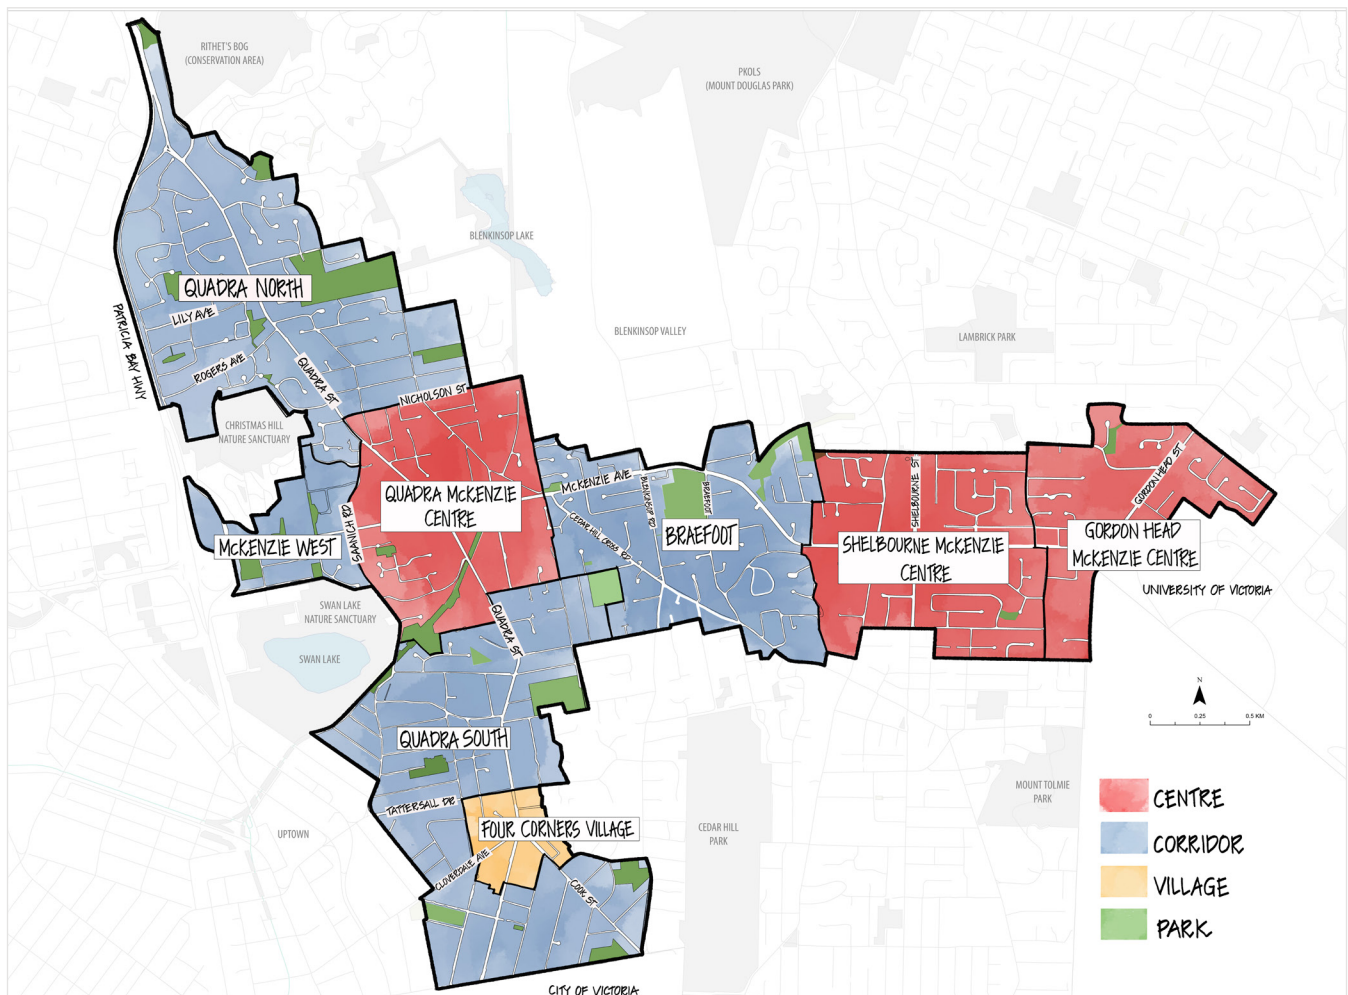 RITHET'S BOG
(CONSERVATION AREA)
PKOLS
(MOUNT DOUGLAS PARK)
BLENKINSOP LAKE
QUADRA NORTH
LILY AVE
PATRICIA BAY HWY
ROGERS AVE
QUADRA ST
BLENKINSOP VALLEY
LAMBRICK PARK
NICHOLSON ST
CHRISTMAS HILL
NATURE SANCTUARY
QUADRA McKENZIE
CENTRE
McKENZIE AVE
BLENKINSOP RD
BRAEFOOT
SHELBOURNE ST
GORDON HEAD ST
CEDAR HILL CROSS RD
BRAEFOOT
SAANICH RD
McKENZIE WEST
SHELBOURNE McKENZIE
CENTRE
GORDON HEAD
McKENZIE CENTRE
UNIVERSITY OF VICTORIA
SWAN LAKE
NATURE SANCTUARY
QUADRA ST
SWAN LAKE
N
0 0.25 0.5 KM
QUADRA SOUTH
TATTERSALL DR
FOUR CORNERS VILLAGE
UPTOWN
CEDAR HILL
PARK
MOUNT TOLMIE
PARK
CLOVERDALE AVE
COOK ST
CITY OF VICTORIA
CENTRE
CORRIDOR
VILLAGE
PARK